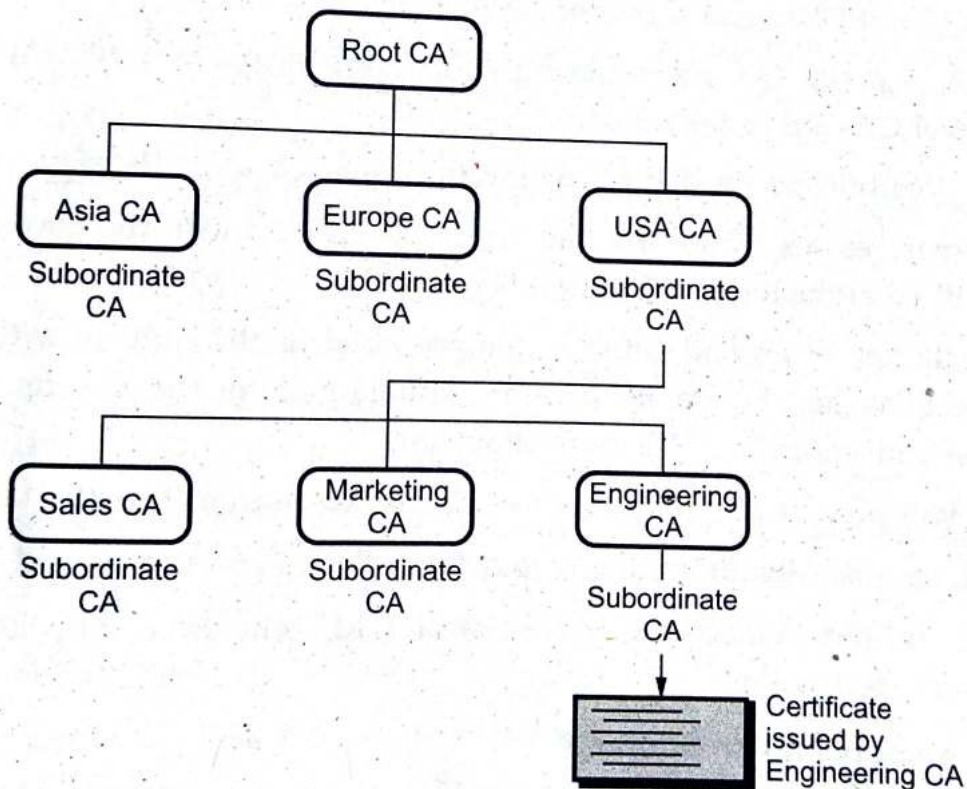 Root CA
Asia CA
Europe CA
USA CA
Subordinate
CA
Subordinate
CA
Subordinate
CA
Sales CA
Marketing
CA
Engineering
CA
Subordinate
CA
Subordinate
CA
Subordinate
CA
Certificate
issued by
Engineering CA